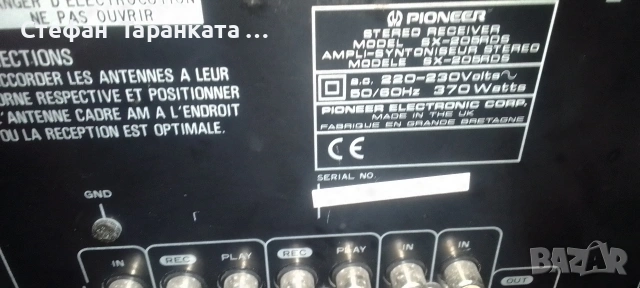 DANGER D'ELECTROCUTION
NE PAS OUVRIR
Стефан Таранката
ECTIONS
ACCORDER LES ANTENNES A LEUR
ORNE RESPECTIVE ET POSITIONNER
L'ANTENNE CADRE AM A L'ENDROIT
OU LA RECEPTION EST OPTIMALE.
PIONEER
STEREO RECEIVER
MODEL SX-205RDS
AMPLI-SYNTONISEUR STEREO
MODELE SX-205RDS
a.c. 220-230Volts~
50/60Hz 370 Watts
PIONEER ELECTRONIC CORP.
MADE IN THE UK
FABRIQUE EN GRANDE BRETAGNE
CE
SERIAL NO.
GND
IN
REC
PLAY
REC
PLAY
IN
IN
OUT
BAZAR